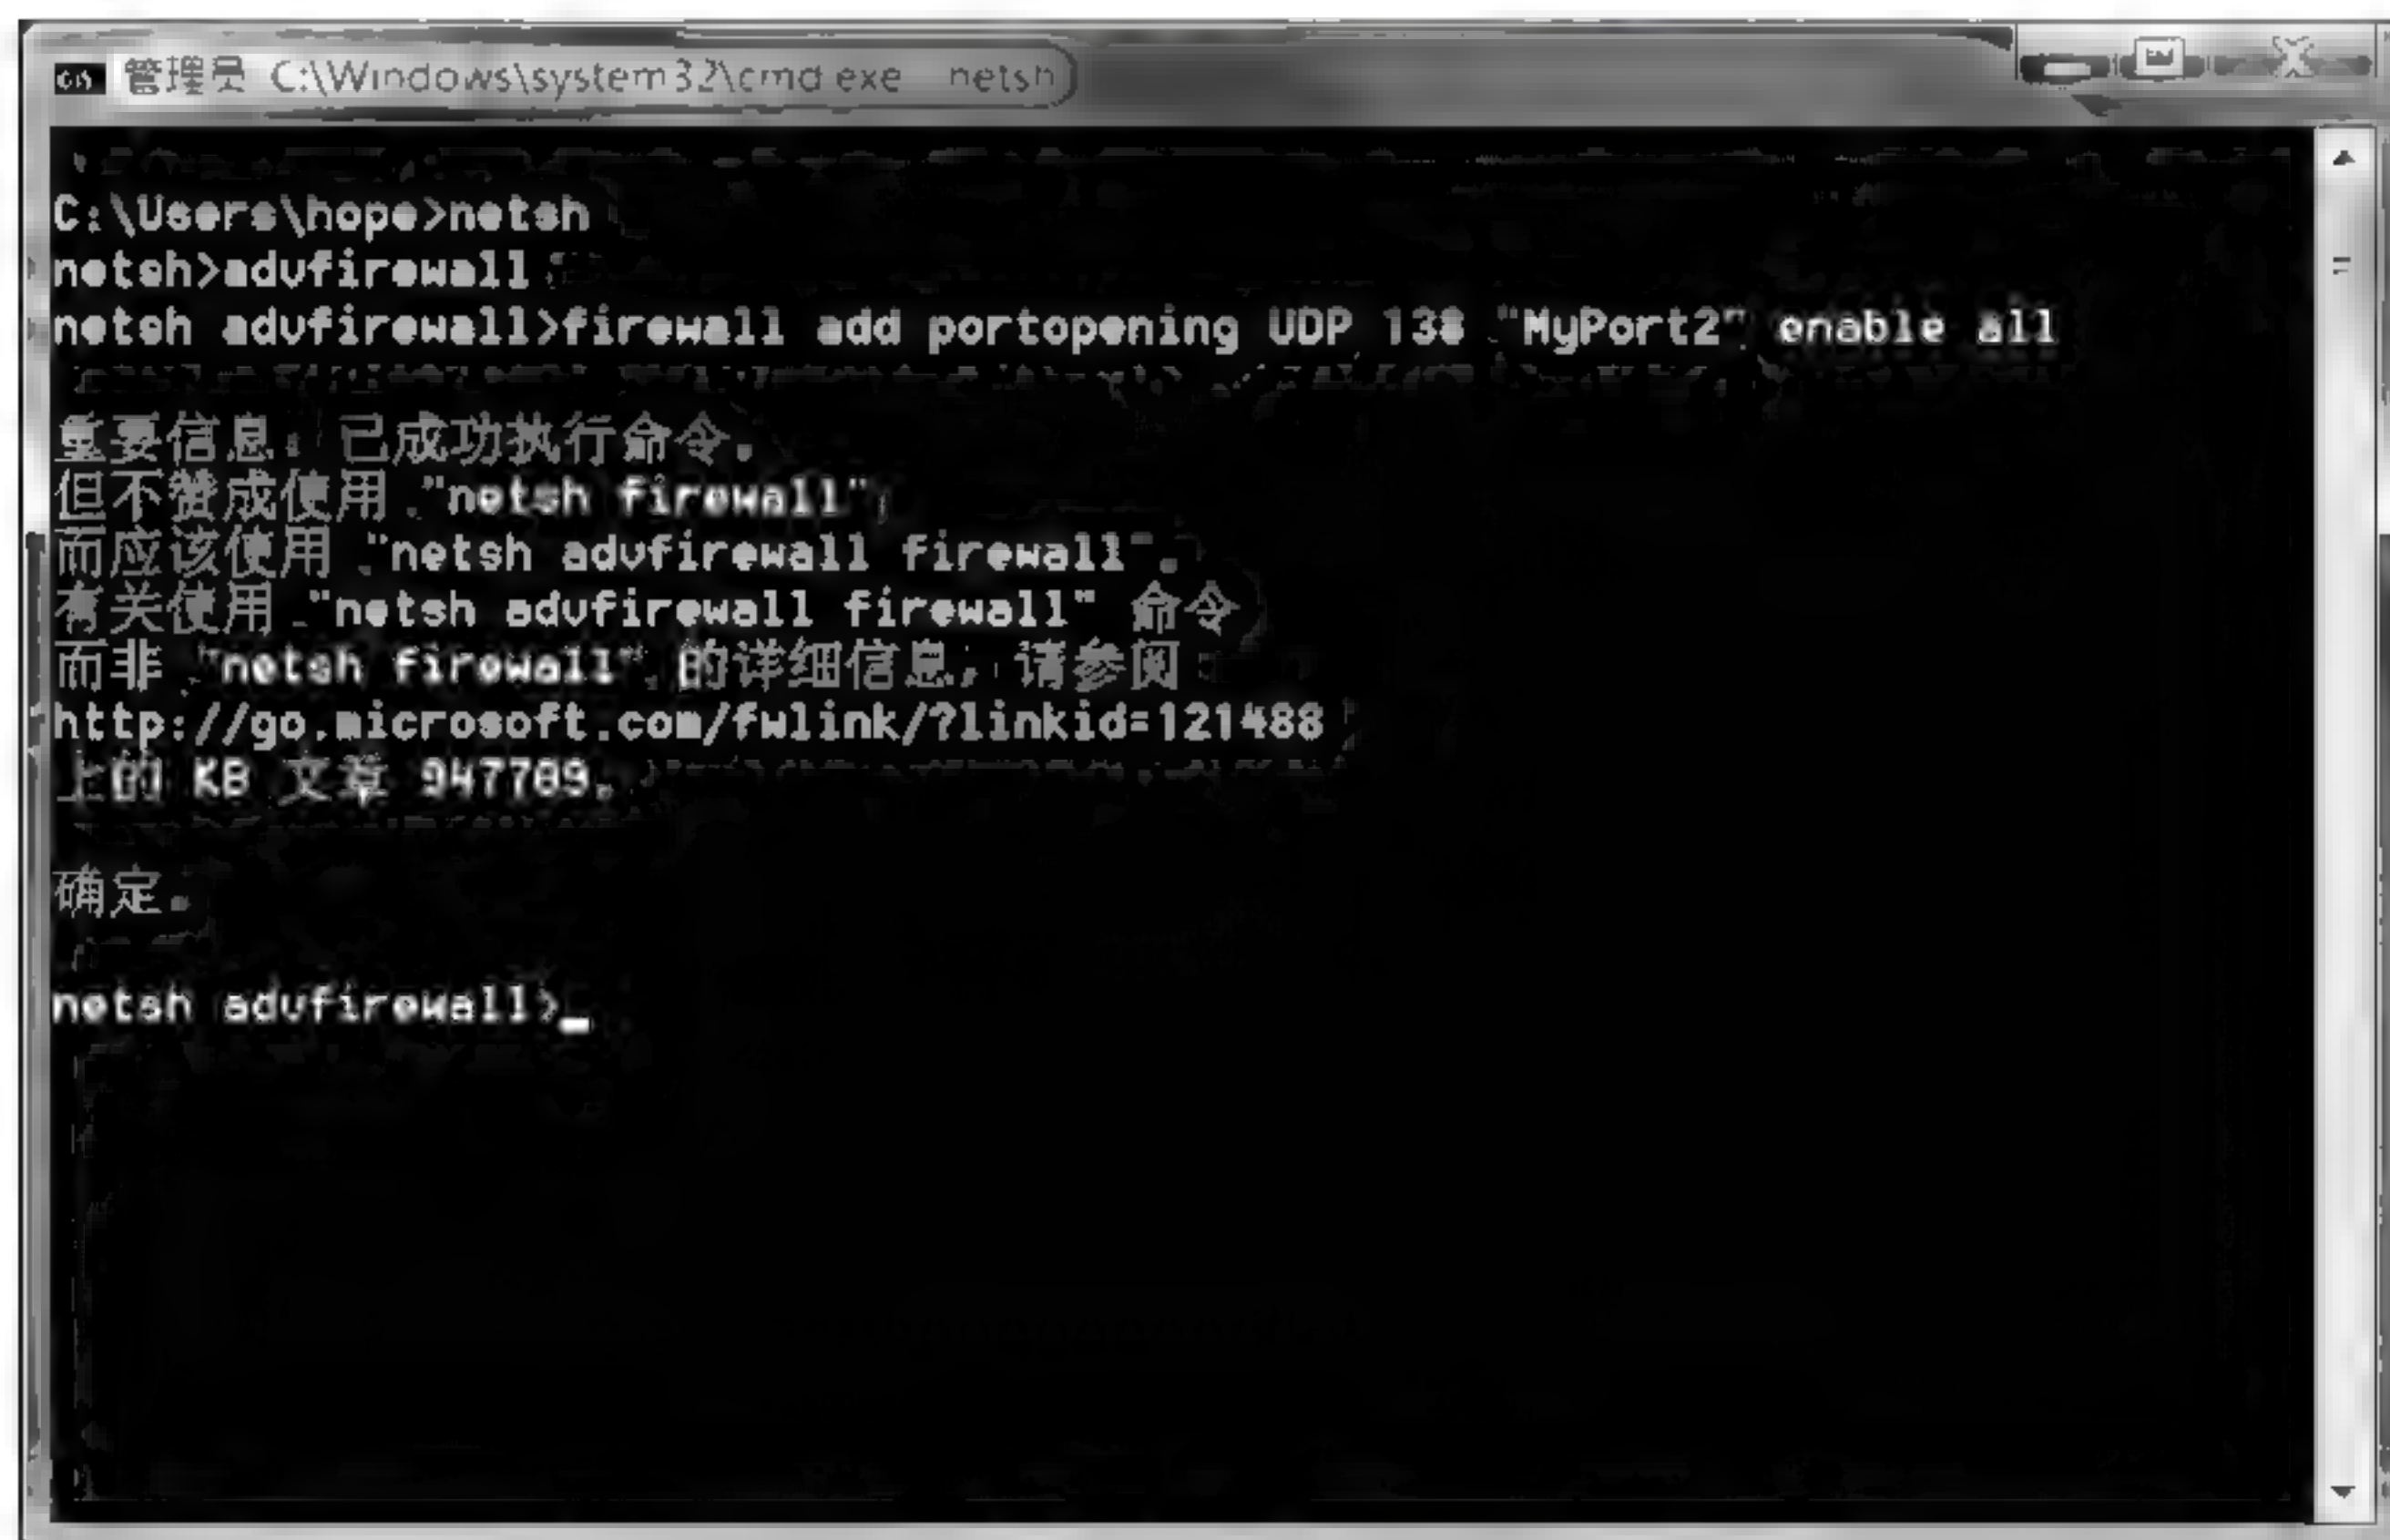 管理员 C:\Windows\system32\cmd exe netsh
C:\Users\hope>netsh
netsh>advfirewall
netsh advfirewall>firewall add portopening UDP 138 "MyPort2" enable all
重要信息: 已成功执行命令。
但不赞成使用 "netsh firewall";
而应该使用 "netsh advfirewall firewall"。
有关使用 "netsh advfirewall firewall" 命令
而非 "netsh firewall" 的详细信息, 请参阅:
http://go.microsoft.com/fwlink/?linkid=121488
上的 KB 文章 947709。
确定。
netsh advfirewall>_